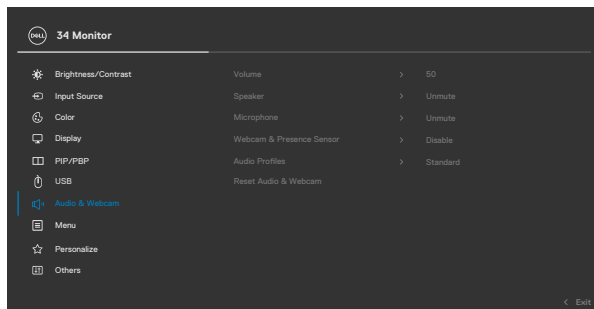 DELL 34 Monitor
Brightness/Contrast Volume > 50
Input Source Speaker > Unmute
Color Microphone > Unmute
Display Webcam & Presence Sensor > Disable
PIP/PBP Audio Profiles > Standard
USB Reset Audio & Webcam
Audio & Webcam
Menu
Personalize
Others
< Exit